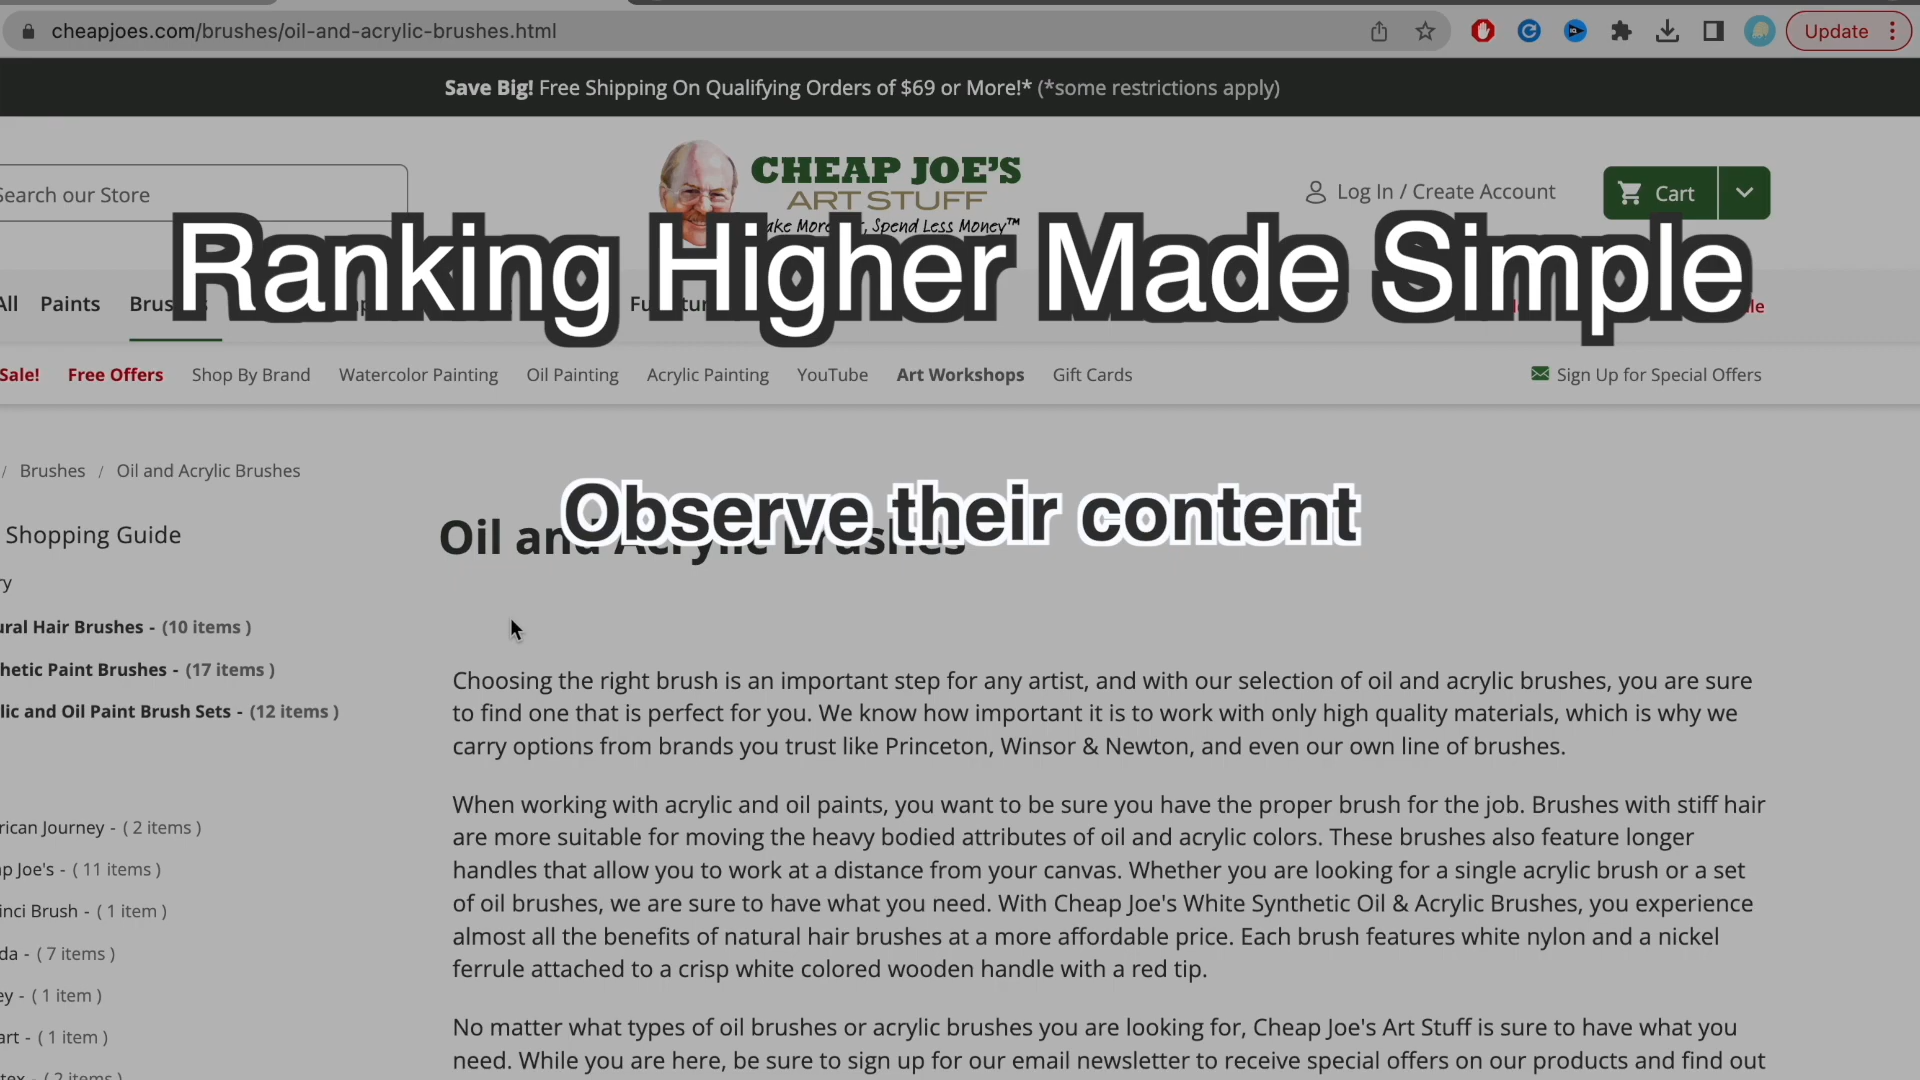 cheapjoes.com/brushes/oil-and-acrylic-brushes.html
Update
Save Big! Free Shipping On Qualifying Orders of $69 or More!* (*some restrictions apply)
Search our Store
CHEAP JOE'S
ART STUFF
Spend Less Money™
Log In / Create Account
Cart
Ranking Higher Made Simple
All Paints
Sale! Free Offers Shop By Brand Watercolor Painting Oil Painting Acrylic Painting YouTube Art Workshops Gift Cards
Sign Up for Special Offers
/ Brushes / Oil and Acrylic Brushes
Shopping Guide
Observe their content
Oil and Acrylic Brushes
ry
ural Hair Brushes - (10 items )
hetic Paint Brushes - (17 items )
lic and Oil Paint Brush Sets - (12 items )
rican Journey - ( 2 items )
ap Joe's - ( 11 items )
inci Brush - ( 1 item )
da - ( 7 items )
ey - ( 1 item )
art - ( 1 item )
tex - ( 2 items )
Choosing the right brush is an important step for any artist, and with our selection of oil and acrylic brushes, you are sure
to find one that is perfect for you. We know how important it is to work with only high quality materials, which is why we
carry options from brands you trust like Princeton, Winsor & Newton, and even our own line of brushes.
When working with acrylic and oil paints, you want to be sure you have the proper brush for the job. Brushes with stiff hair
are more suitable for moving the heavy bodied attributes of oil and acrylic colors. These brushes also feature longer
handles that allow you to work at a distance from your canvas. Whether you are looking for a single acrylic brush or a set
of oil brushes, we are sure to have what you need. With Cheap Joe's White Synthetic Oil & Acrylic Brushes, you experience
almost all the benefits of natural hair brushes at a more affordable price. Each brush features white nylon and a nickel
ferrule attached to a crisp white colored wooden handle with a red tip.
No matter what types of oil brushes or acrylic brushes you are looking for, Cheap Joe's Art Stuff is sure to have what you
need. While you are here, be sure to sign up for our email newsletter to receive special offers on our products and find out